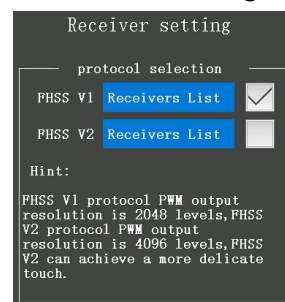 Receiver setting
protocol selection
FHSS V1 Receivers List
FHSS V2 Receivers List
Hint:
FHSS V1 protocol PWM output
resolution is 2048 levels,FHSS
V2 protocol PWM output
resolution is 4096 levels,FHSS
V2 can achieve a more delicate
touch.